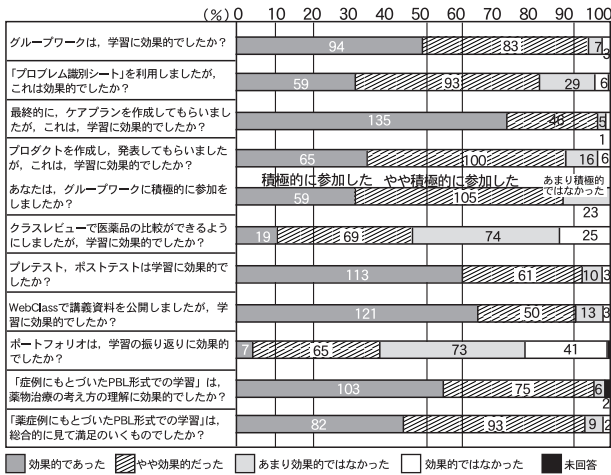 (%) 0 10 20 30 40 50 60 70 80 90 100
グループワークは，学習に効果的でしたか？
94 83 7 3
「プロブレム識別シート」を利用しましたが，
これは効果的でしたか？
59 93 29 6
最終的に，ケアプランを作成してもらいまし
たが，これは，学習に効果的でしたか？
135 46 5
1
プロダクトを作成し，発表してもらいました
が，これは，学習に効果的でしたか？
65 100 16 6
あなたは，グループワークに積極的に参加を
しましたか？
積極的に参加した やや積極的に参加した あまり積極的
ではなかった
59 105
23
クラスレビューで医薬品の比較ができるよう
にしましたが，学習に効果的でしたか？
19 69 74 25
プレテスト，ポストテストは学習に効果的で
したか？
113 61 10 3
WebClassで講義資料を公開しましたが，学
習に効果的でしたか？
121 50 13 3
ポートフォリオは，学習の振り返りに効果的
でしたか？
7 65 73 41
「症例にもとづいたPBL形式での学習」は，
薬物治療の考え方の理解に効果的でしたか？
103 75 6
2
「薬症例にもとづいたPBL形式での学習」は，
総合的に見て満足のいくものでしたか？
82 93 9 2
効果的であった やや効果的だった あまり効果的ではなかった 効果的ではなかった 未回答